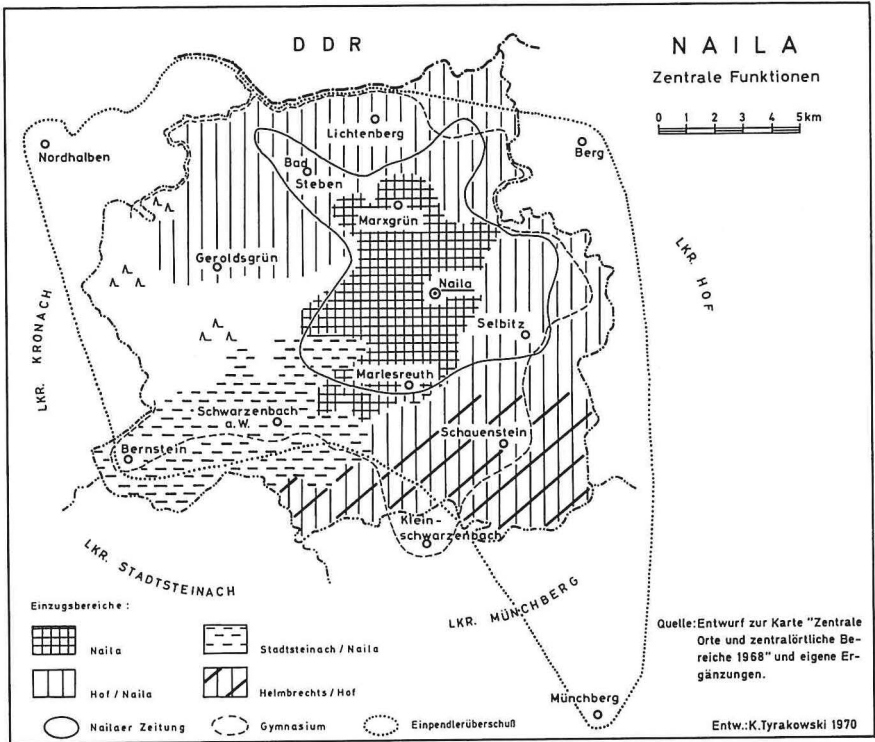 DDR
NAILA
Zentrale Funktionen
0 1 2 3 4 5km
Lichtenberg
Nordhalben
Berg
Bad
Steben
Marxgrün
Geroldsgrün
Naila
LKR. HOF
LKR. KRONACH
Selbitz
Marlesreuth
Schwarzenbach
a.W.
Schauenstein
Bernstein
Klein-
schwarzenbach
LKR. STADTSTEINACH
LKR. MÜNCHBERG
Münchberg
Einzugsbereiche :
Naila
Stadtsteinach / Naila
Hof / Naila
Helmbrechts / Hof
Nailaer Zeitung
Gymnasium
Einpendlerüberschuß
Quelle: Entwurf zur Karte "Zentrale
Orte und zentralörtliche Be-
reiche 1968" und eigene Er-
gänzungen.
Entw.: K.Tyrakowski 1970